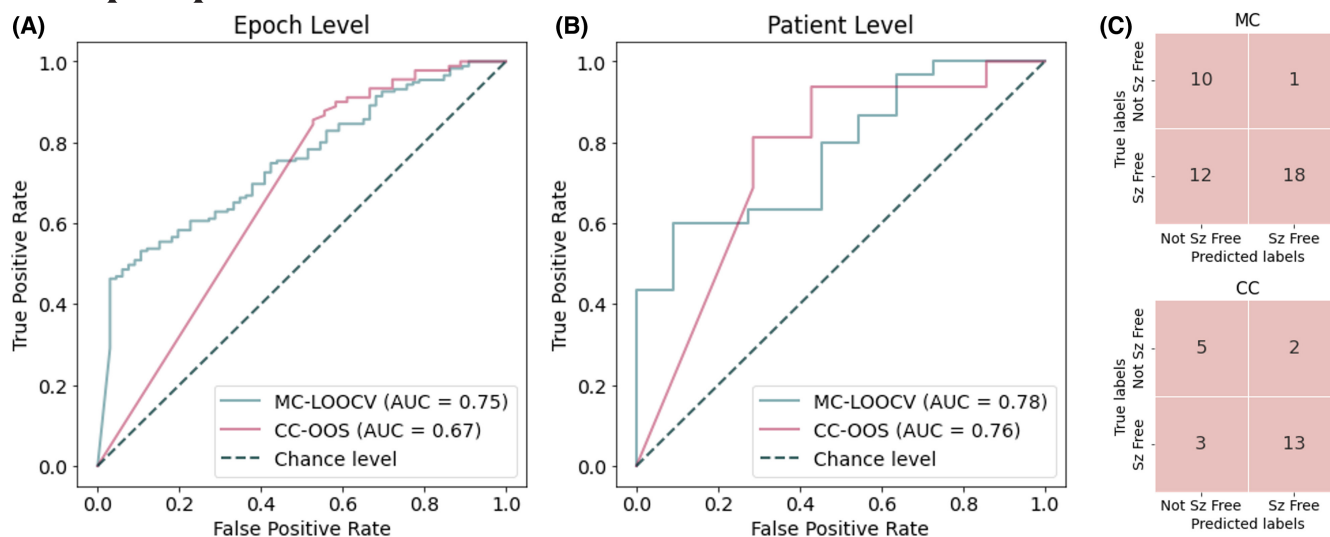 (A)
Epoch Level
True Positive Rate
1.0
0.8
0.6
0.4
0.2
0.0
MC-LOOCV (AUC = 0.75)
CC-OOS (AUC = 0.67)
Chance level
0.0 0.2 0.4 0.6 0.8 1.0
False Positive Rate
(B)
Patient Level
True Positive Rate
1.0
0.8
0.6
0.4
0.2
0.0
MC-LOOCV (AUC = 0.78)
CC-OOS (AUC = 0.76)
Chance level
0.0 0.2 0.4 0.6 0.8 1.0
False Positive Rate
(C)
MC
True labels
Not Sz Free
Sz Free
10 1
12 18
Not Sz Free Sz Free
Predicted labels
CC
True labels
Not Sz Free
Sz Free
5 2
3 13
Not Sz Free Sz Free
Predicted labels